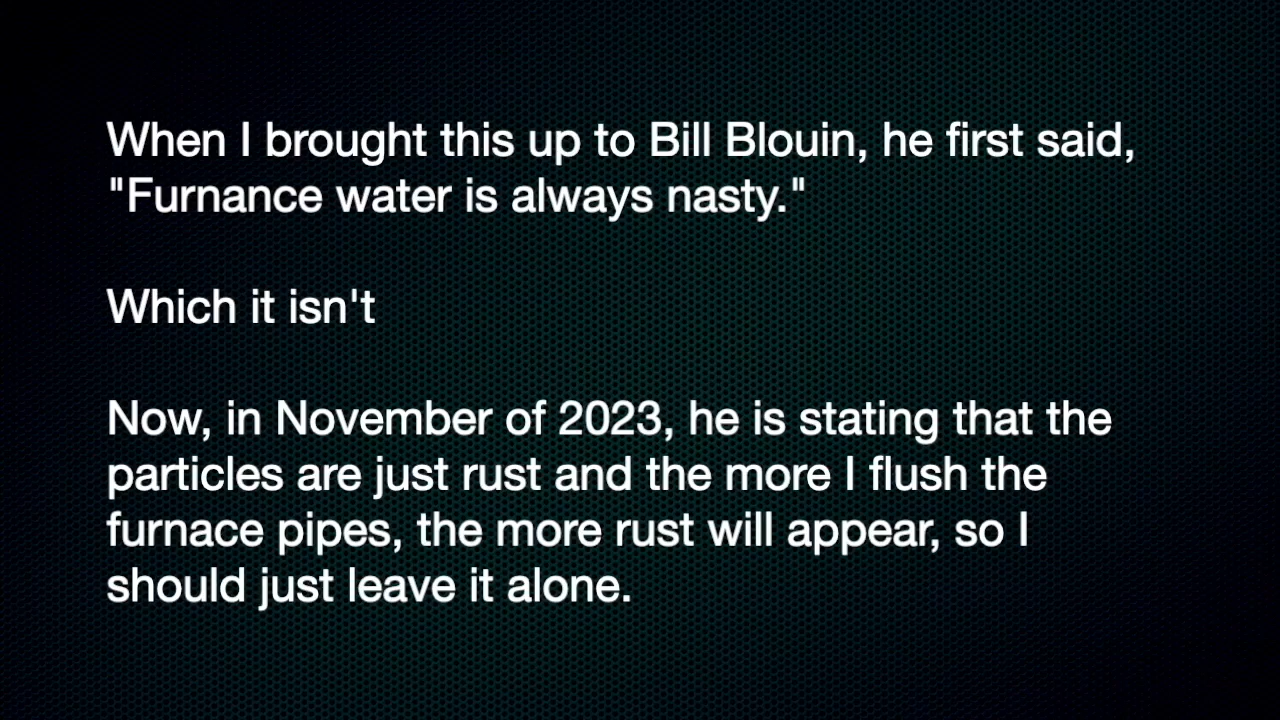 When I brought this up to Bill Blouin, he first said,
"Furnance water is always nasty."
Which it isn't
Now, in November of 2023, he is stating that the
particles are just rust and the more I flush the
furnace pipes, the more rust will appear, so I
should just leave it alone.